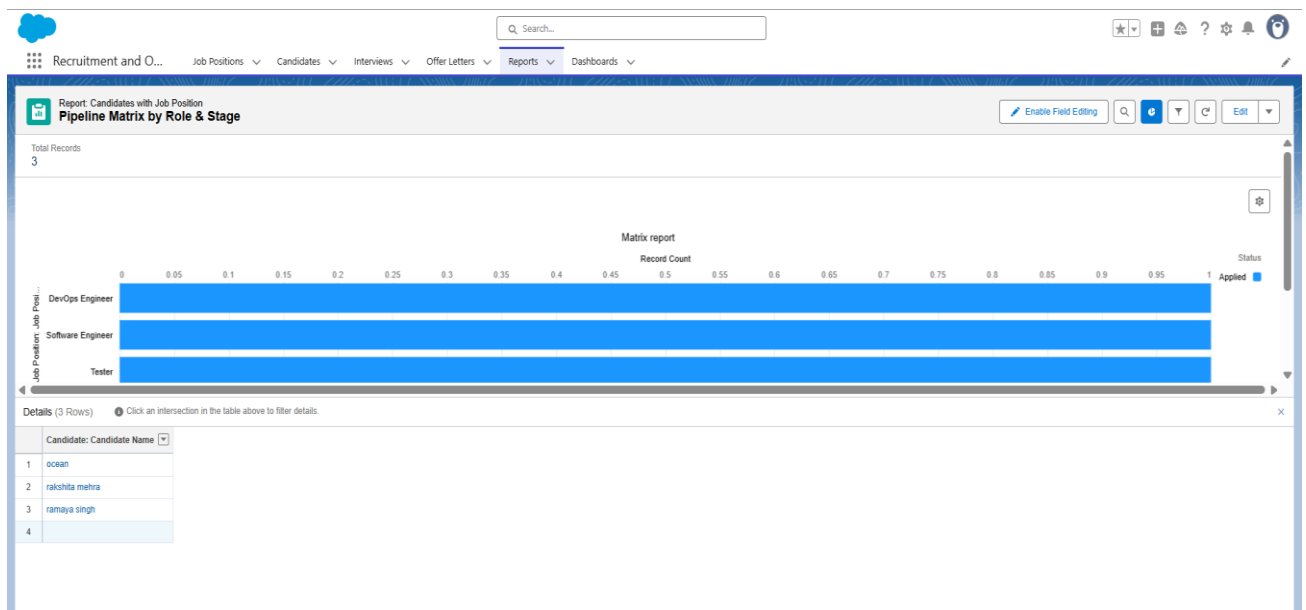 Search...
Recruitment and O...
Job Positions
Candidates
Interviews
Offer Letters
Reports
Dashboards
Report: Candidates with Job Position
Pipeline Matrix by Role & Stage
Enable Field Editing
Edit
Total Records
3
Matrix report
Record Count
Status
0 0.05 0.1 0.15 0.2 0.25 0.3 0.35 0.4 0.45 0.5 0.55 0.6 0.65 0.7 0.75 0.8 0.85 0.9 0.95 1
Applied
Job Position: Job Posi...
DevOps Engineer
Software Engineer
Tester
Details (3 Rows)
Click an intersection in the table above to filter details.
Candidate: Candidate Name
1 ocean
2 rakshita mehra
3 ramaya singh
4